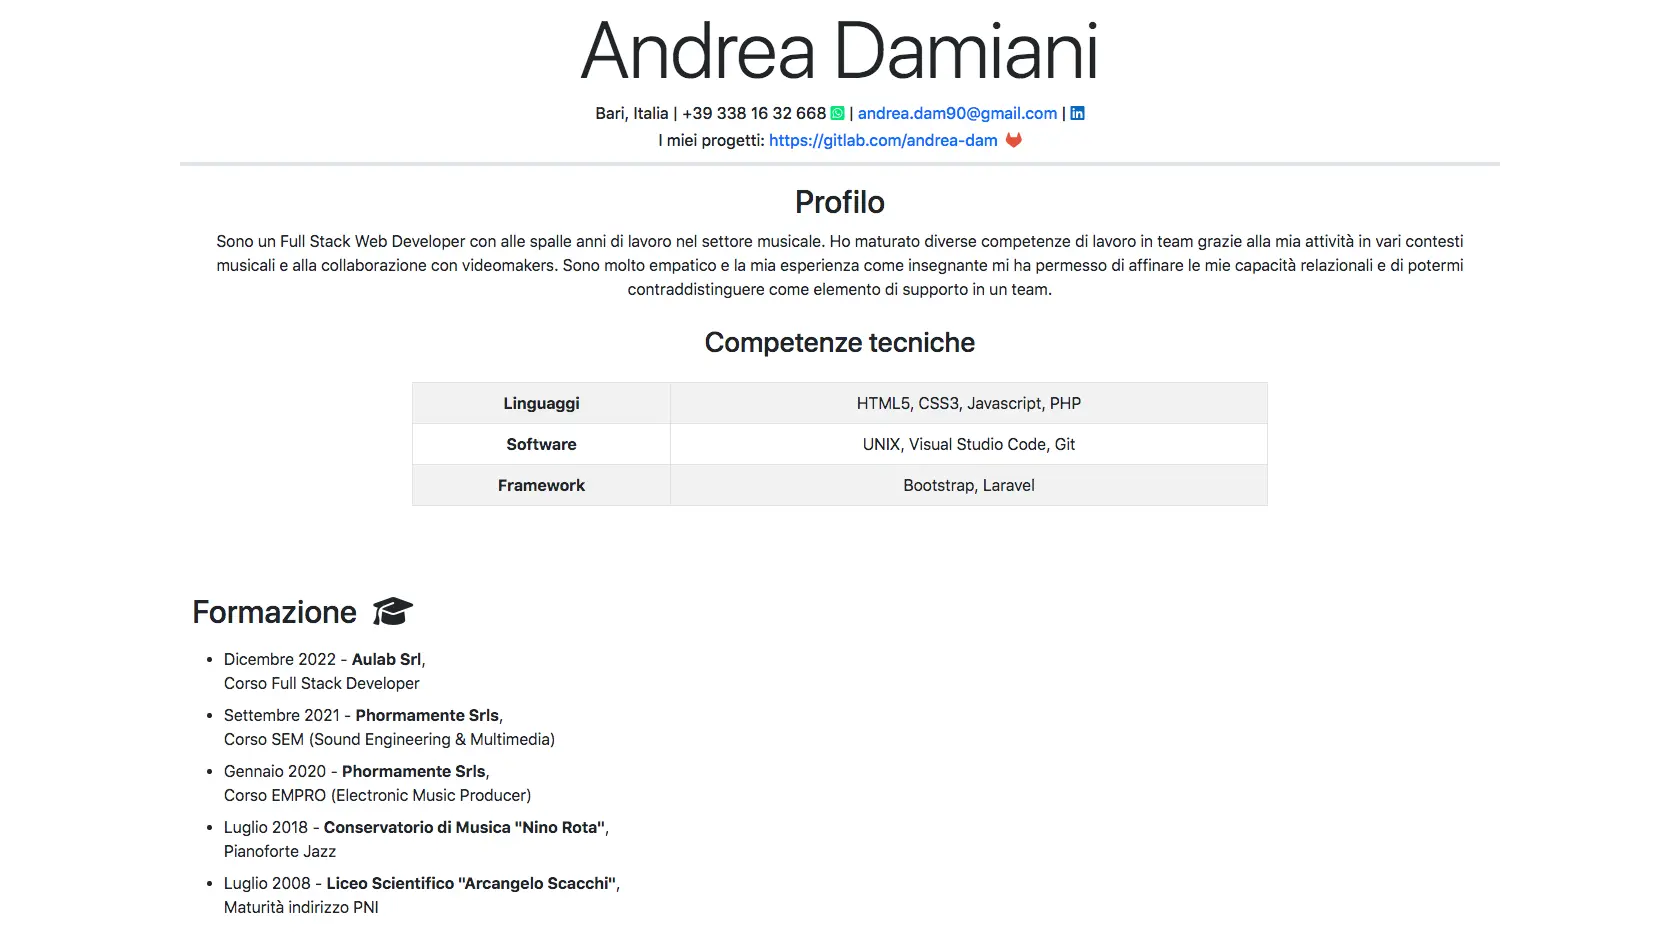 Andrea Damiani
Bari, Italia | +39 338 16 32 668 | andrea.dam90@gmail.com |
I miei progetti: https://gitlab.com/andrea-dam
Profilo
Sono un Full Stack Web Developer con alle spalle anni di lavoro nel settore musicale. Ho maturato diverse competenze di lavoro in team grazie alla mia attività in vari contesti
musicali e alla collaborazione con videomakers. Sono molto empatico e la mia esperienza come insegnante mi ha permesso di affinare le mie capacità relazionali e di potermi
contraddistinguere come elemento di supporto in un team.
Competenze tecniche
Linguaggi HTML5, CSS3, Javascript, PHP
Software UNIX, Visual Studio Code, Git
Framework Bootstrap, Laravel
Formazione
• Dicembre 2022 - Aulab Srl,
Corso Full Stack Developer
• Settembre 2021 - Phormamente Srls,
Corso SEM (Sound Engineering & Multimedia)
• Gennaio 2020 - Phormamente Srls,
Corso EMPRO (Electronic Music Producer)
• Luglio 2018 - Conservatorio di Musica "Nino Rota",
Pianoforte Jazz
• Luglio 2008 - Liceo Scientifico "Arcangelo Scacchi",
Maturità indirizzo PNI